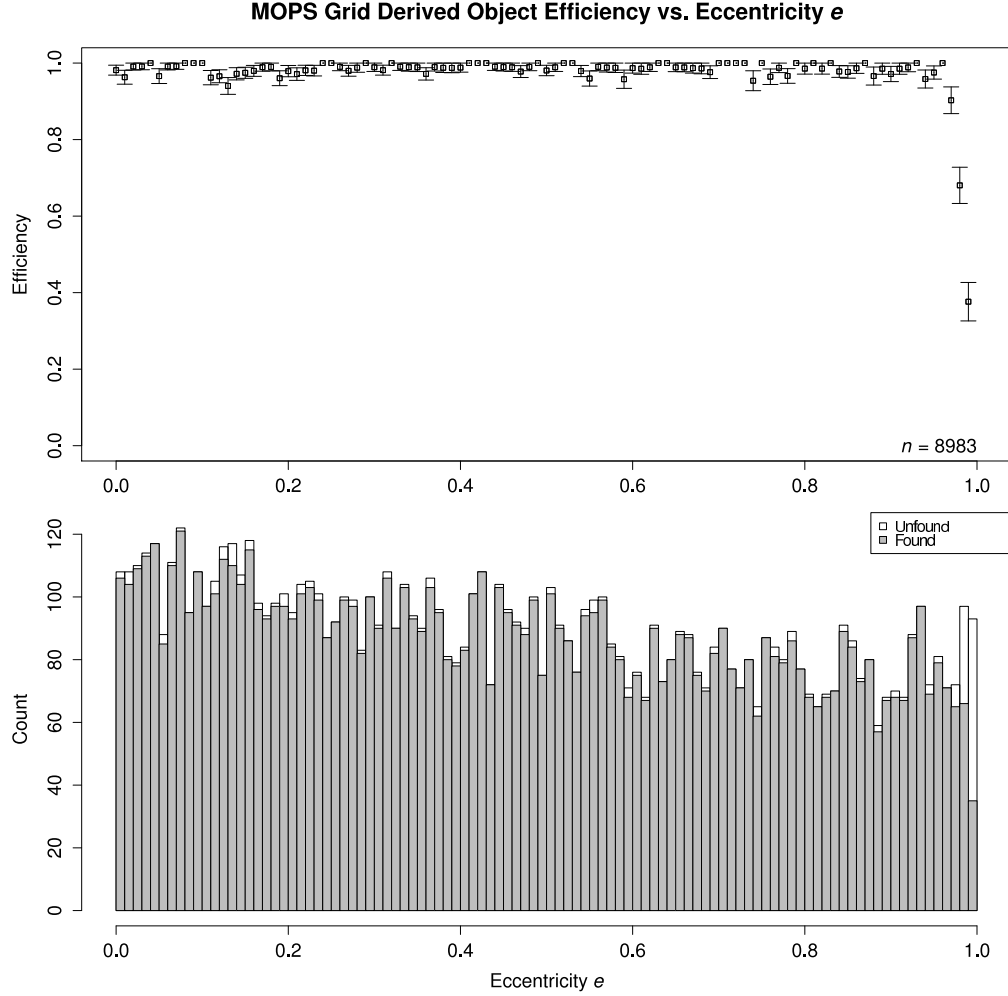 MOPS Grid Derived Object Efficiency vs. Eccentricity e
Efficiency
1.0
0.8
0.6
0.4
0.2
0.0
n = 8983
0.0 0.2 0.4 0.6 0.8 1.0
Unfound
Found
Count
120
100
80
60
40
20
0
0.0 0.2 0.4 0.6 0.8 1.0
Eccentricity e